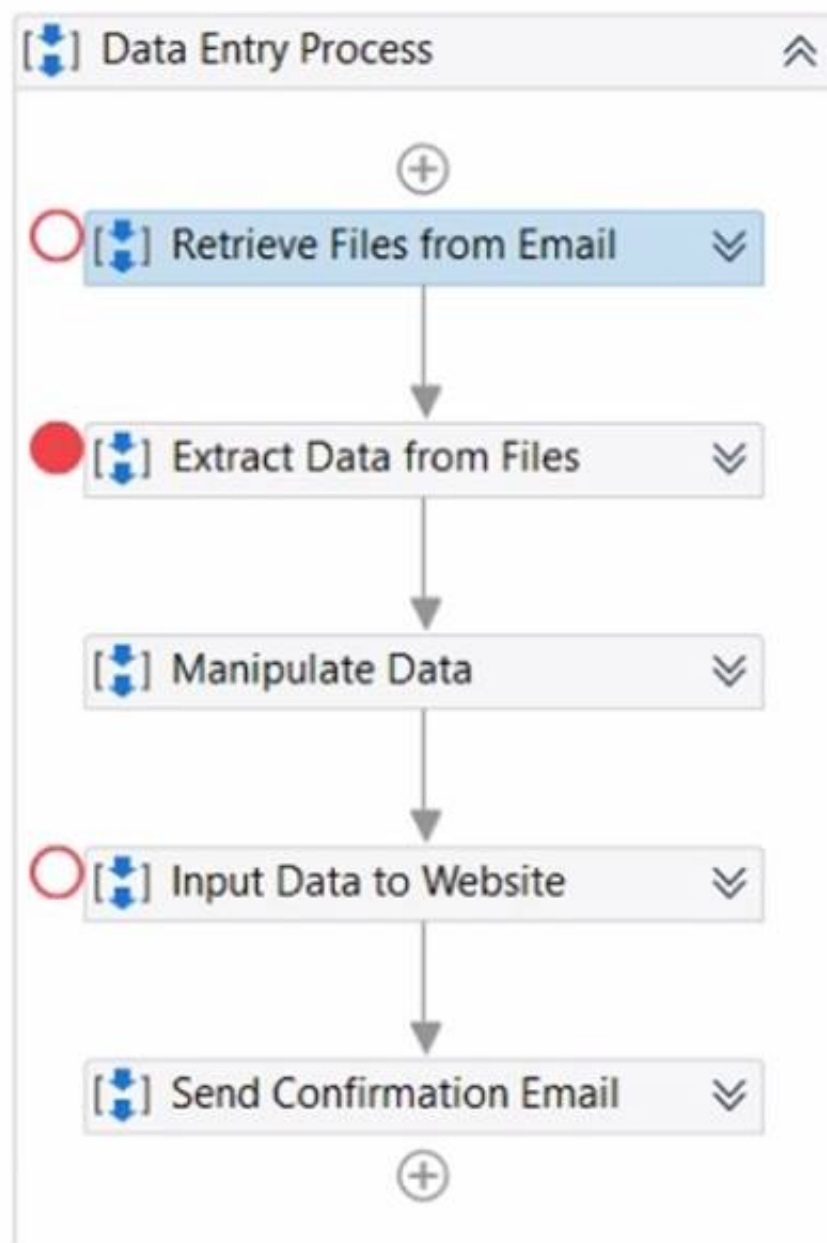 Data Entry Process
Retrieve Files from Email
Extract Data from Files
Manipulate Data
Input Data to Website
Send Confirmation Email